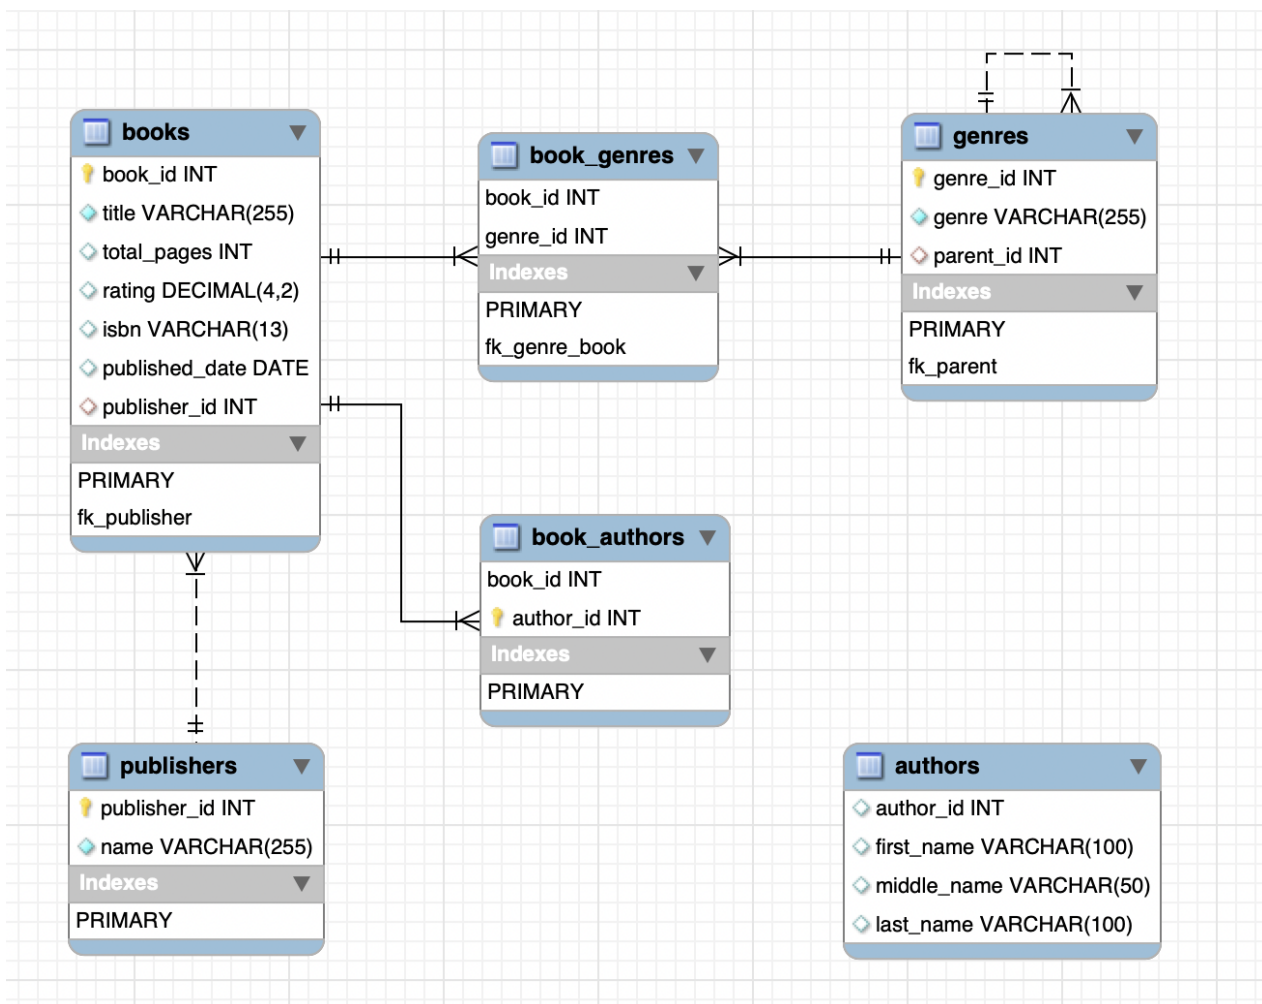 books
book_id INT
title VARCHAR(255)
total_pages INT
rating DECIMAL(4,2)
isbn VARCHAR(13)
published_date DATE
publisher_id INT
Indexes
PRIMARY
fk_publisher
book_genres
book_id INT
genre_id INT
Indexes
PRIMARY
fk_genre_book
genres
genre_id INT
genre VARCHAR(255)
parent_id INT
Indexes
PRIMARY
fk_parent
book_authors
book_id INT
author_id INT
Indexes
PRIMARY
publishers
publisher_id INT
name VARCHAR(255)
Indexes
PRIMARY
authors
author_id INT
first_name VARCHAR(100)
middle_name VARCHAR(50)
last_name VARCHAR(100)